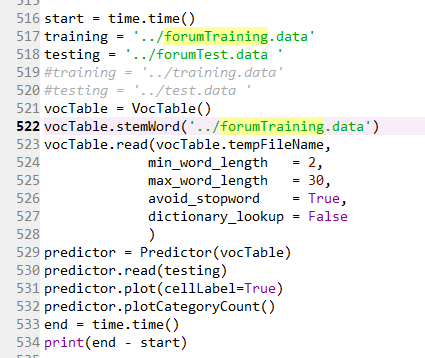 515
516 start = time.time()
517 training = '../forumTraining.data'
518 testing = '../forumTest.data '
519 #training = '../training.data'
520 #testing = '../test.data '
521 vocTable = VocTable()
522 vocTable.stemWord('../forumTraining.data')
523 vocTable.read(vocTable.tempFileName,
524 min_word_length = 2,
525 max_word_length = 30,
526 avoid_stopword = True,
527 dictionary_lookup = False
528 )
529 predictor = Predictor(vocTable)
530 predictor.read(testing)
531 predictor.plot(cellLabel=True)
532 predictor.plotCategoryCount()
533 end = time.time()
534 print(end - start)